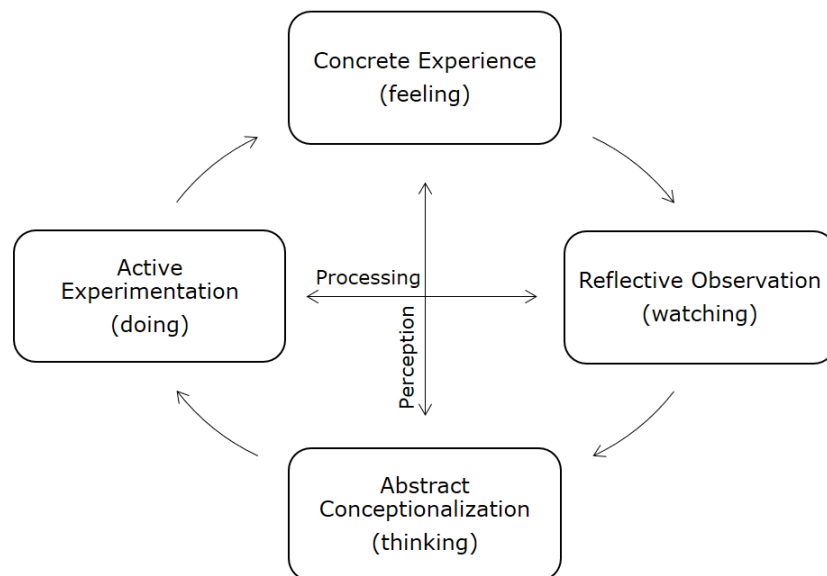 Concrete Experience
(feeling)
Active
Experimentation
(doing)
Processing
Perception
Reflective Observation
(watching)
Abstract
Conceptionalization
(thinking)